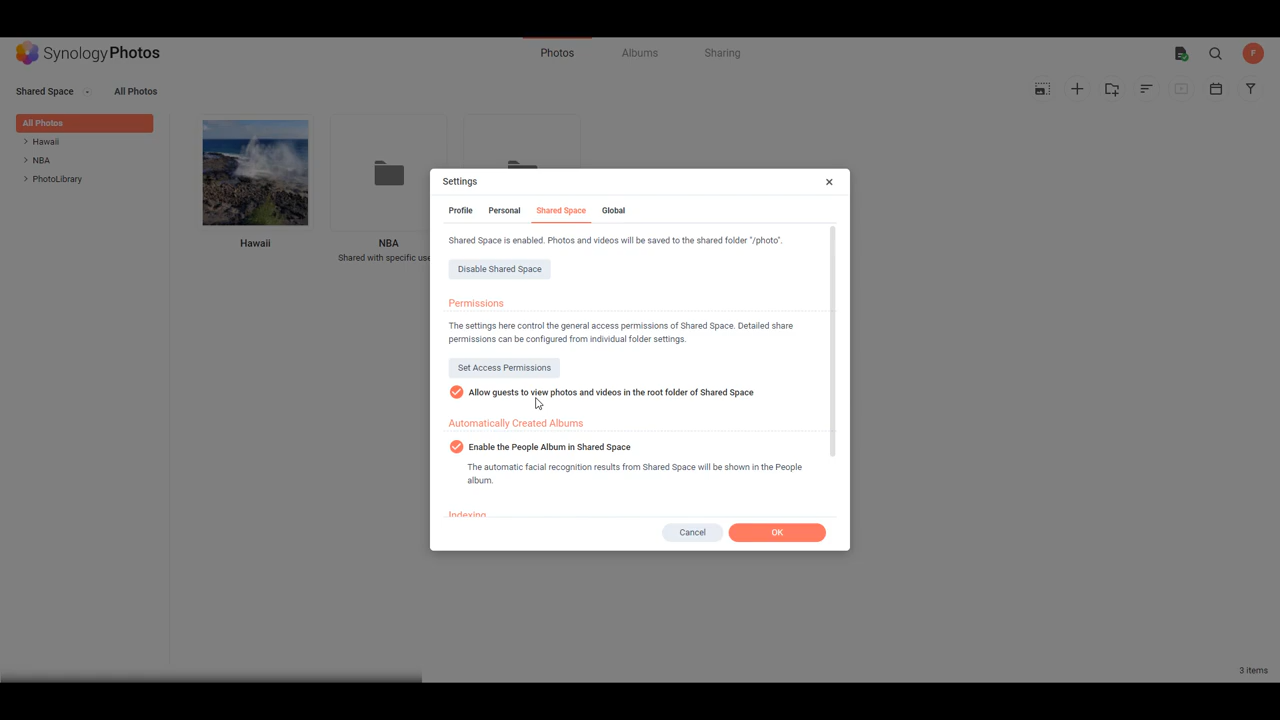 Synology Photos
Photos
Albums
Sharing
F
Shared Space
All Photos
All Photos
Hawaii
NBA
PhotoLibrary
Hawaii
NBA
Shared with specific
Settings
Profile
Personal
Shared Space
Global
Shared Space is enabled. Photos and videos will be saved to the shared folder "/photo".
Disable Shared Space
Permissions
The settings here control the general access permissions of Shared Space. Detailed share
permissions can be configured from individual folder settings.
Set Access Permissions
Allow guests to view photos and videos in the root folder of Shared Space
Automatically Created Albums
Enable the People Album in Shared Space
The automatic facial recognition results from Shared Space will be shown in the People
album.
Indexing
Cancel
OK
3 items